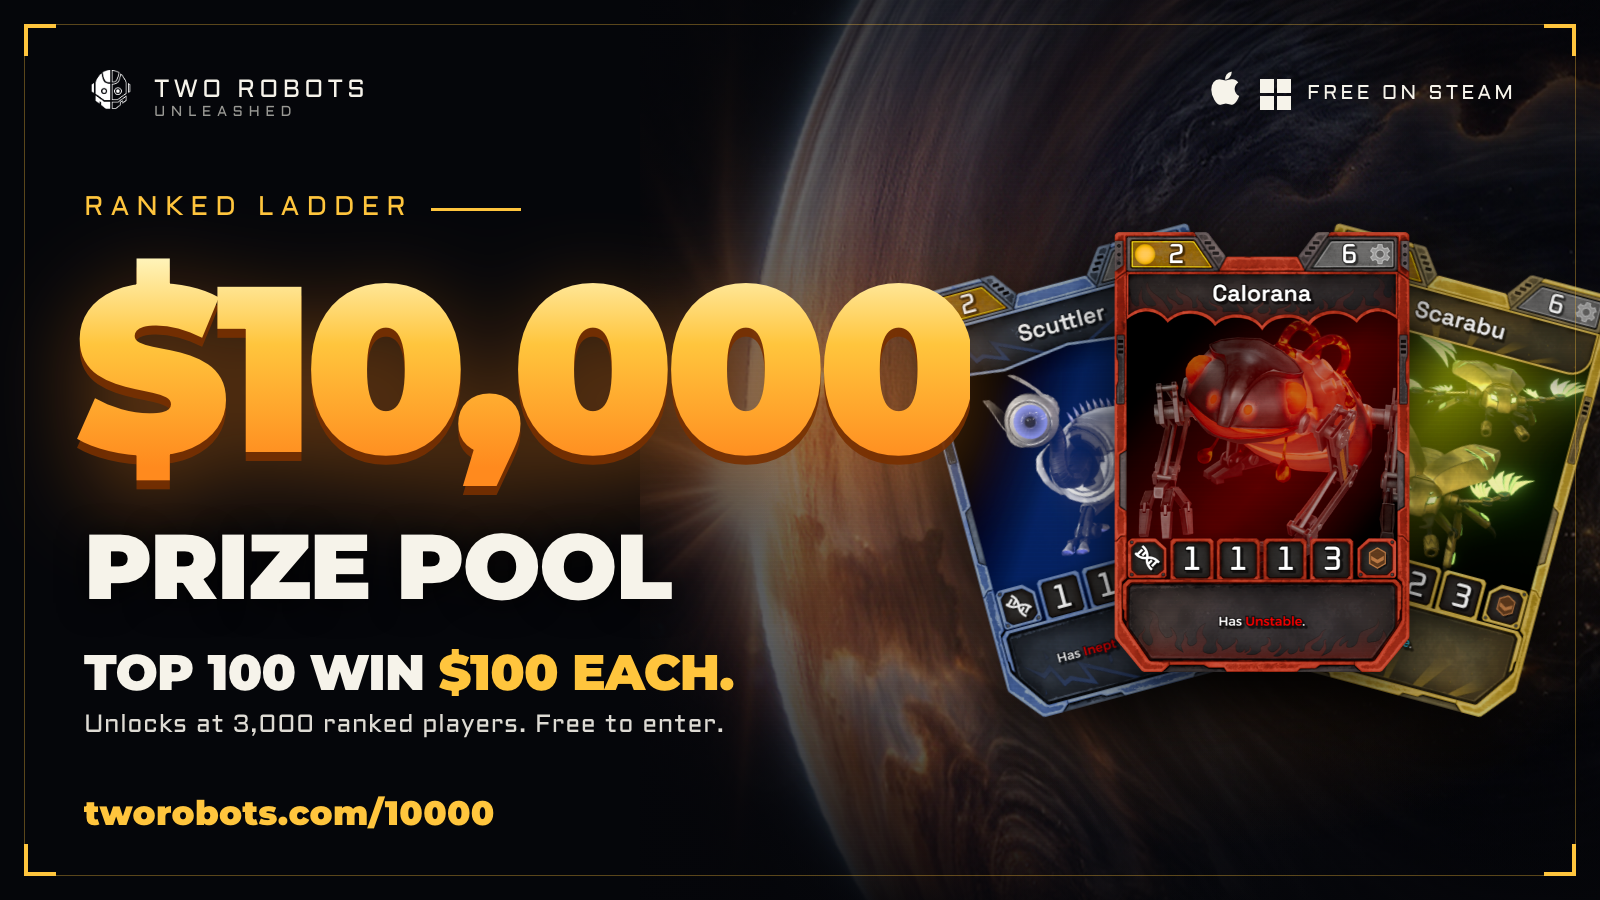 TWO ROBOTS
UNLEASHED
FREE ON STEAM
RANKED LADDER
$10,000
PRIZE POOL
TOP 100 WIN $100 EACH.
Unlocks at 3,000 ranked players. Free to enter.
tworobots.com/10000
2
Scuttler
1 1
Has Inept
2 6
Calorana
1 1 1 3
Has Unstable.
6
Scarabu
2 3